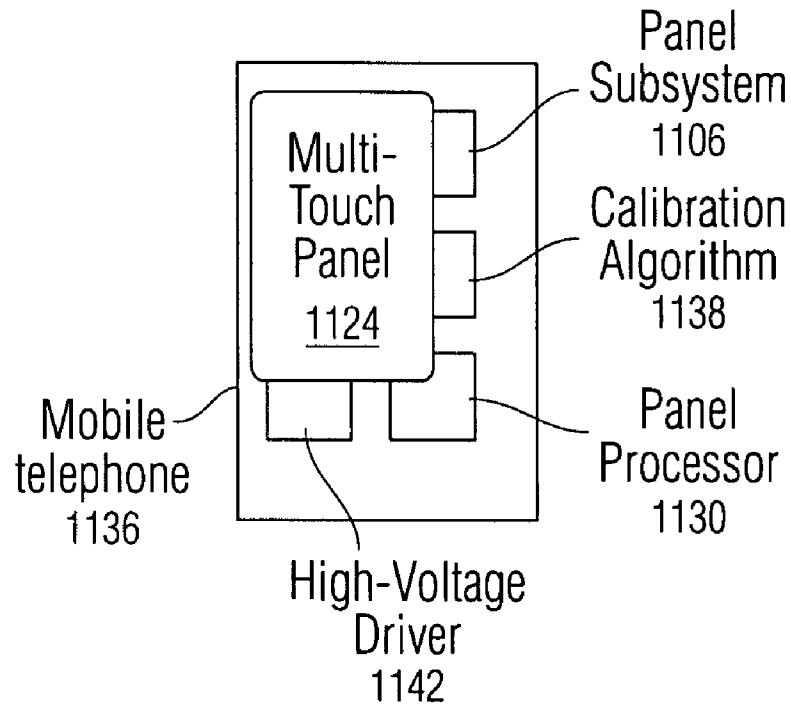 Panel
Subsystem
1106
Multi-
Touch
Panel
1124
Calibration
Algorithm
1138
Mobile
telephone
1136
Panel
Processor
1130
High-Voltage
Driver
1142